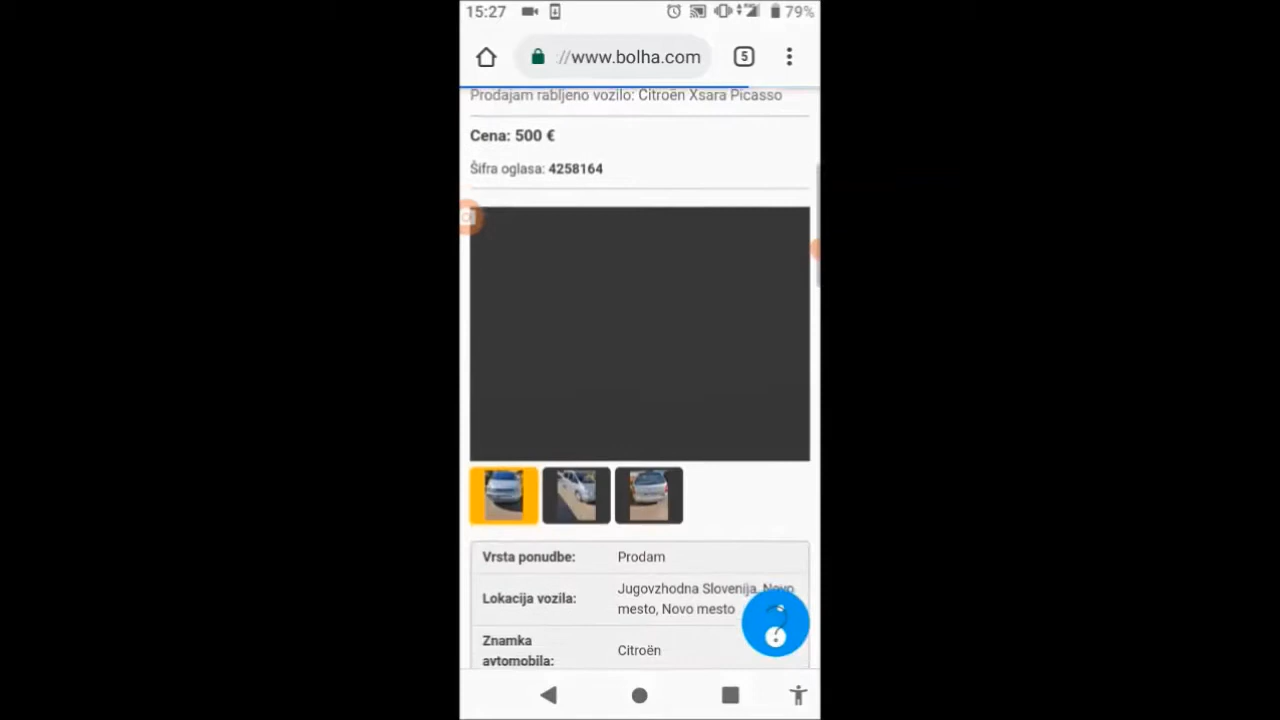 15:27
79%
://www.bolha.com
5
Prodajam rabljeno vozilo: Citroën Xsara Picasso
Cena: 500 €
Šifra oglasa: 4258164
Vrsta ponudbe: Prodam
Lokacija vozila: Jugovzhodna Slovenija, Novo
mesto, Novo mesto
Znamka
avtomobila: Citroën